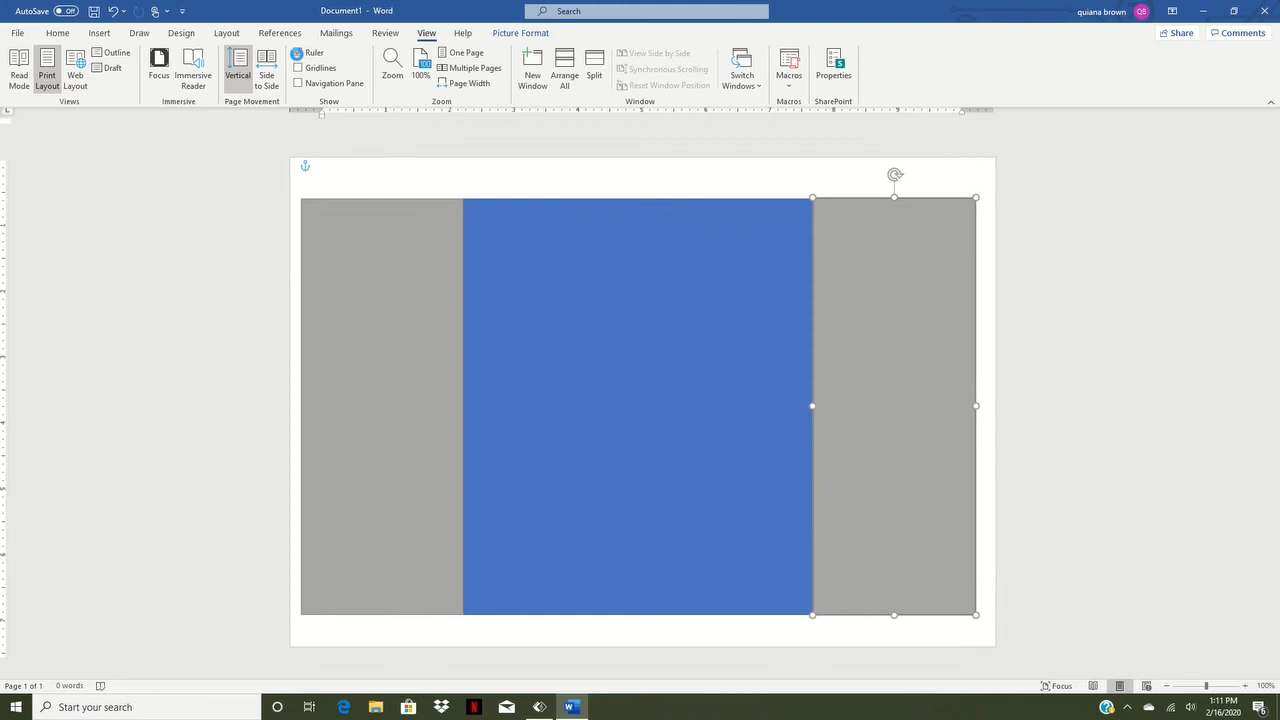 AutoSave Off Document1 - Word Search quiana brown QB
File Home Insert Draw Design Layout References Mailings Review View Help Picture Format Share Comments
Read Mode
Print Layout
Web Layout
Outline
Draft
Views
Focus
Immersive Reader
Immersive
Vertical
Side to Side
Page Movement
Ruler
Gridlines
Navigation Pane
Show
Zoom
100
100%
One Page
Multiple Pages
Page Width
Zoom
New Window
Arrange All
Split
View Side by Side
Synchronous Scrolling
Reset Window Position
Window
Switch Windows
Macros
Macros
Properties
SharePoint
Page 1 of 1 0 words Focus 100%
Start your search
1:11 PM
2/16/2020
6